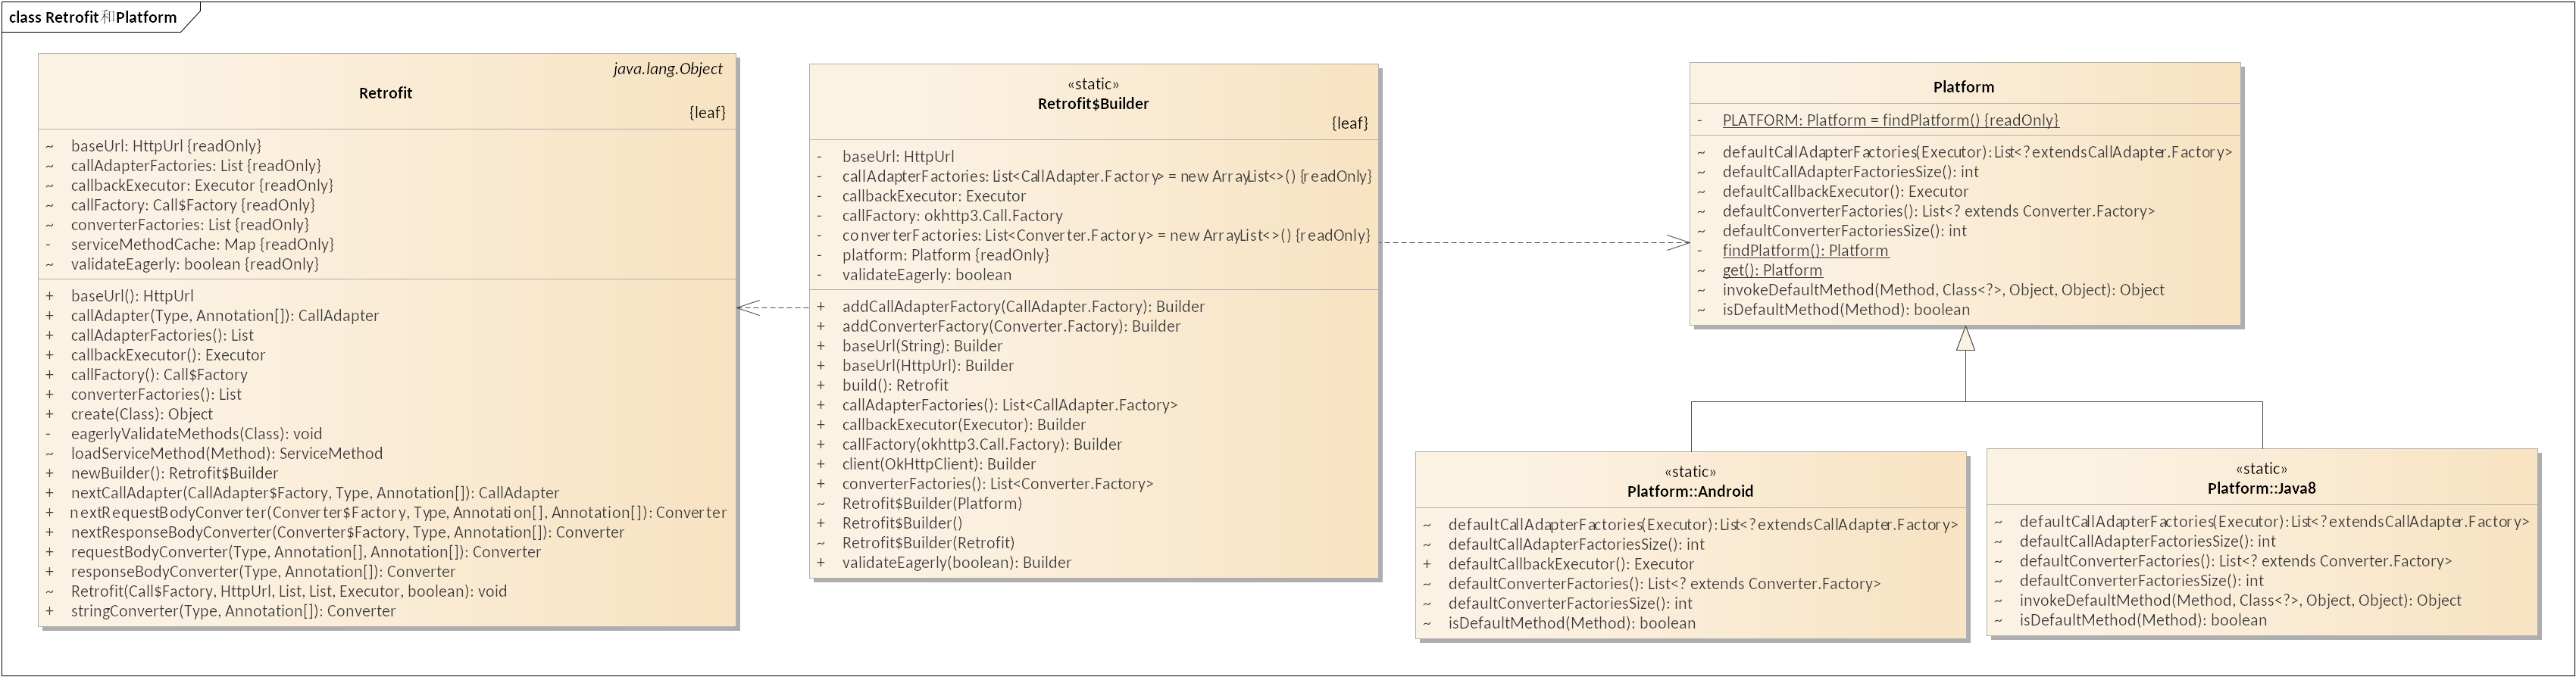 class Retrofit和Platform
java.lang.Object
Retrofit
{leaf}
~ baseUrl: HttpUrl {readOnly}
~ callAdapterFactories: List {readOnly}
~ callbackExecutor: Executor {readOnly}
~ callFactory: Call$Factory {readOnly}
~ converterFactories: List {readOnly}
- serviceMethodCache: Map {readOnly}
~ validateEagerly: boolean {readOnly}
+ baseUrl(): HttpUrl
+ callAdapter(Type, Annotation[]): CallAdapter
+ callAdapterFactories(): List
+ callbackExecutor(): Executor
+ callFactory(): Call$Factory
+ converterFactories(): List
+ create(Class): Object
- eagerlyValidateMethods(Class): void
~ loadServiceMethod(Method): ServiceMethod
+ newBuilder(): Retrofit$Builder
+ nextCallAdapter(CallAdapter$Factory, Type, Annotation[]): CallAdapter
+ nextRequestBodyConverter(Converter$Factory, Type, Annotation[], Annotation[]): Converter
+ nextResponseBodyConverter(Converter$Factory, Type, Annotation[]): Converter
+ requestBodyConverter(Type, Annotation[], Annotation[]): Converter
+ responseBodyConverter(Type, Annotation[]): Converter
~ Retrofit(Call$Factory, HttpUrl, List, List, Executor, boolean): void
+ stringConverter(Type, Annotation[]): Converter
«static»
Retrofit$Builder
{leaf}
- baseUrl: HttpUrl
- callAdapterFactories: List<CallAdapter.Factory> = new ArrayList<>() {readOnly}
- callbackExecutor: Executor
- callFactory: okhttp3.Call.Factory
- converterFactories: List<Converter.Factory> = new ArrayList<>() {readOnly}
- platform: Platform {readOnly}
- validateEagerly: boolean
+ addCallAdapterFactory(CallAdapter.Factory): Builder
+ addConverterFactory(Converter.Factory): Builder
+ baseUrl(String): Builder
+ baseUrl(HttpUrl): Builder
+ build(): Retrofit
+ callAdapterFactories(): List<CallAdapter.Factory>
+ callbackExecutor(Executor): Builder
+ callFactory(okhttp3.Call.Factory): Builder
+ client(OkHttpClient): Builder
+ converterFactories(): List<Converter.Factory>
~ Retrofit$Builder(Platform)
+ Retrofit$Builder()
~ Retrofit$Builder(Retrofit)
+ validateEagerly(boolean): Builder
Platform
- PLATFORM: Platform = findPlatform() {readOnly}
~ defaultCallAdapterFactories(Executor): List<? extends CallAdapter.Factory>
~ defaultCallAdapterFactoriesSize(): int
~ defaultCallbackExecutor(): Executor
~ defaultConverterFactories(): List<? extends Converter.Factory>
~ defaultConverterFactoriesSize(): int
- findPlatform(): Platform
~ get(): Platform
~ invokeDefaultMethod(Method, Class<?>, Object, Object): Object
~ isDefaultMethod(Method): boolean
«static»
Platform::Android
~ defaultCallAdapterFactories(Executor): List<? extends CallAdapter.Factory>
~ defaultCallAdapterFactoriesSize(): int
+ defaultCallbackExecutor(): Executor
~ defaultConverterFactories(): List<? extends Converter.Factory>
~ defaultConverterFactoriesSize(): int
~ isDefaultMethod(Method): boolean
«static»
Platform::Java8
~ defaultCallAdapterFactories(Executor): List<? extends CallAdapter.Factory>
~ defaultCallAdapterFactoriesSize(): int
~ defaultConverterFactories(): List<? extends Converter.Factory>
~ defaultConverterFactoriesSize(): int
~ invokeDefaultMethod(Method, Class<?>, Object, Object): Object
~ isDefaultMethod(Method): boolean